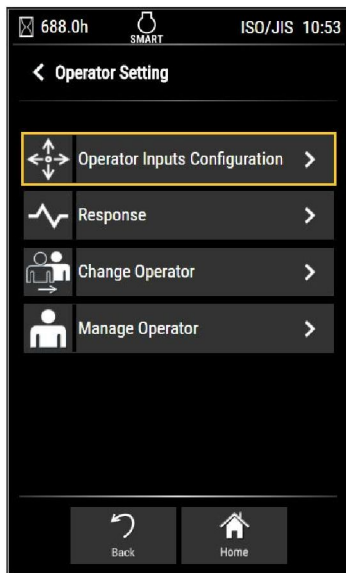 688.0h SMART ISO/JIS 10:53
Operator Setting
Operator Inputs Configuration
Response
Change Operator
Manage Operator
Back Home